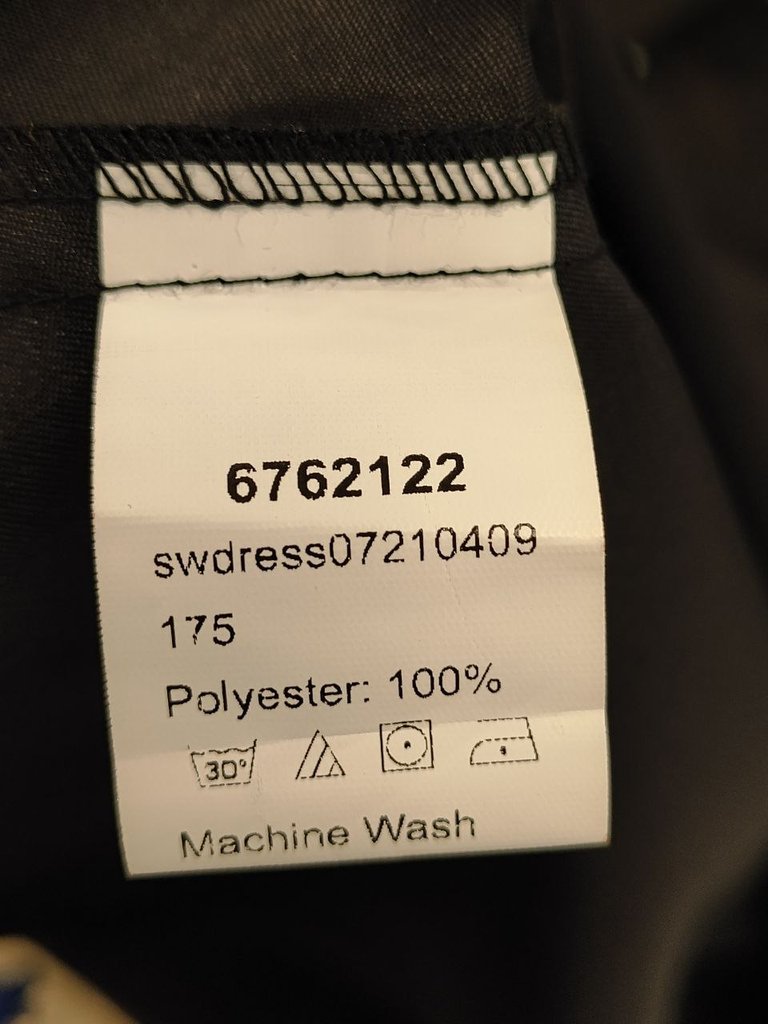 6762122
swdress07210409
175
Polyester: 100%
30°
Machine Wash